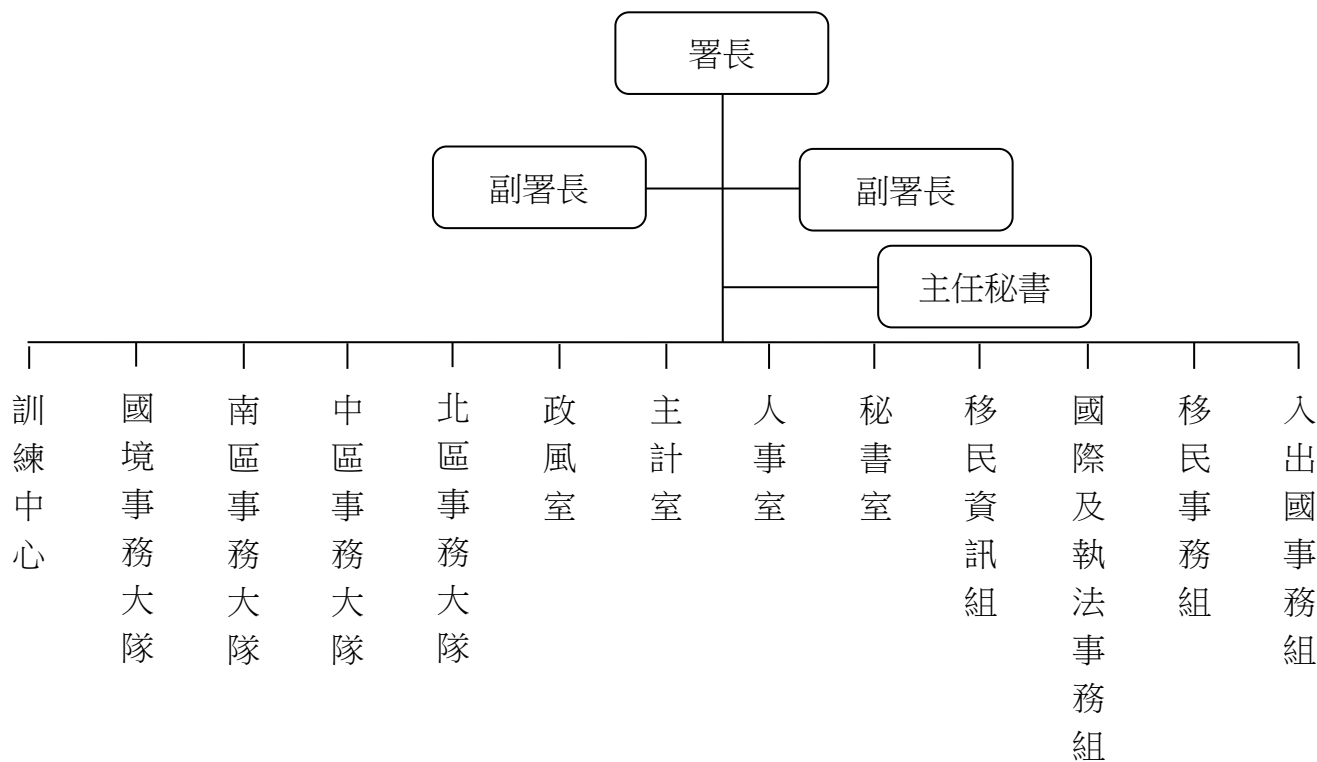 署長
副署長
副署長
主任秘書
訓練中心
國境事務大隊
南區事務大隊
中區事務大隊
北區事務大隊
政風室
主計室
人事室
秘書室
移民資訊組
國際及執法事務組
移民事務組
入出國事務組